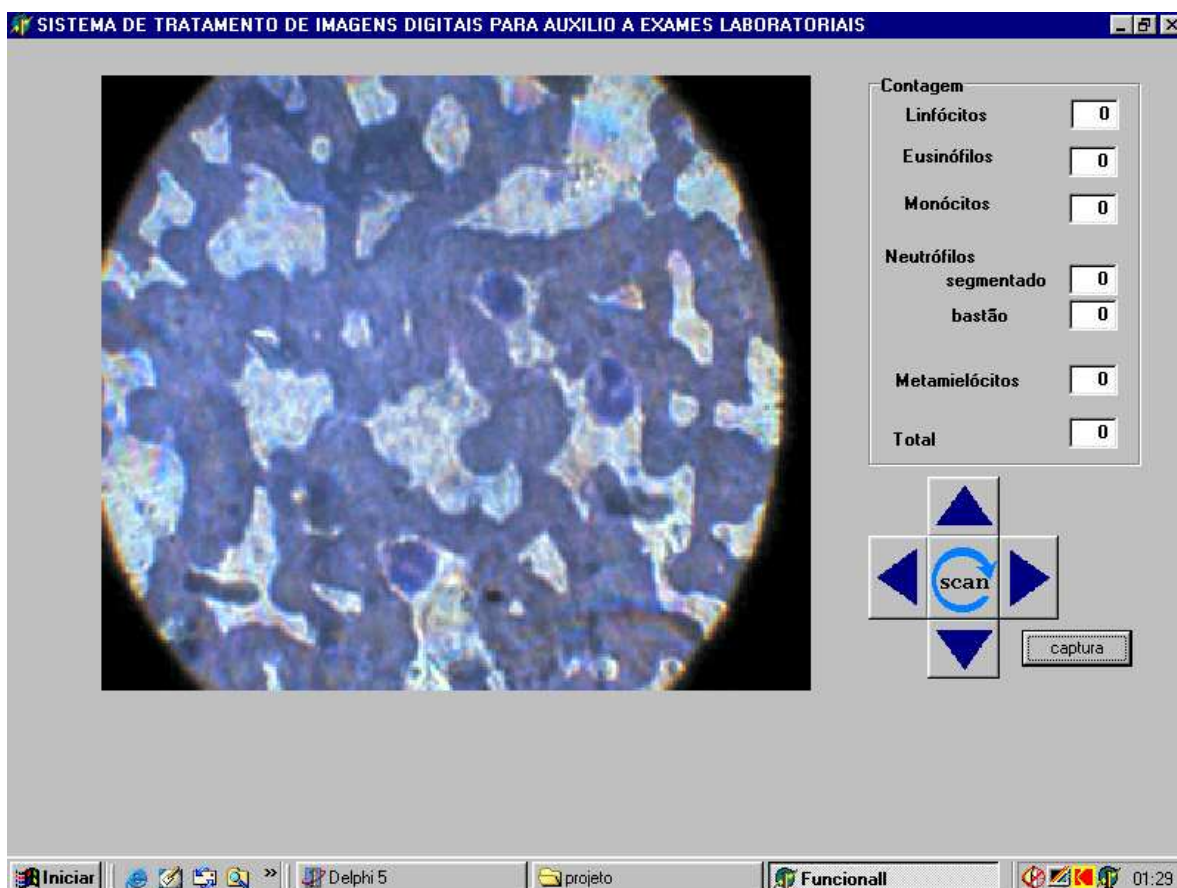 SISTEMA DE TRATAMENTO DE IMAGENS DIGITAIS PARA AUXILIO A EXAMES LABORATORIAIS
Contagem
Linfócitos 0
Eusinófilos 0
Monócitos 0
Neutrófilos
segmentado 0
bastão 0
Metamielócitos 0
Total 0
scan
captura
Iniciar » Delphi 5 projeto Funcionall 01:29